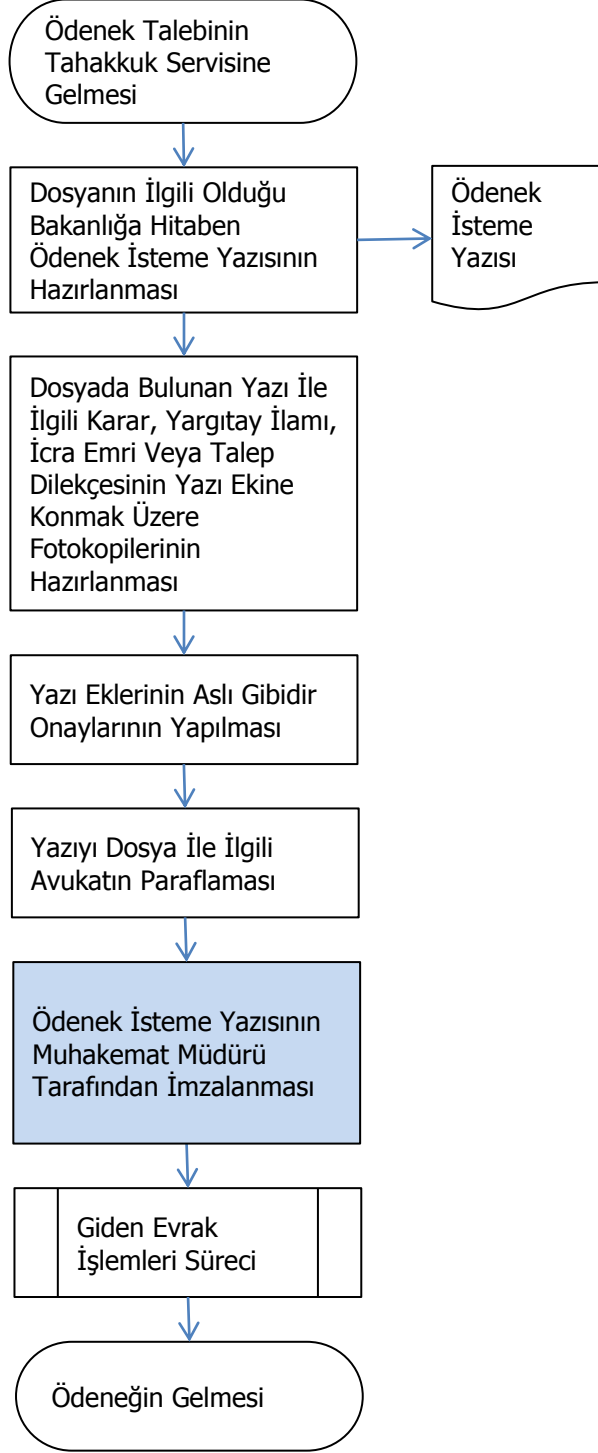 Ödenek Talebinin
Tahakkuk Servisine
Gelmesi
Dosyanın İlgili Olduğu
Bakanlığa Hitaben
Ödenek İsteme Yazısının
Hazırlanması
Ödenek
İsteme
Yazısı
Dosyada Bulunan Yazı İle
İlgili Karar, Yargıtay İlamı,
İcra Emri Veya Talep
Dilekçesinin Yazı Ekine
Konmak Üzere
Fotokopilerinin
Hazırlanması
Yazı Eklerinin Aslı Gibidir
Onaylarının Yapılması
Yazıyı Dosya İle İlgili
Avukatın Paraflaması
Ödenek İsteme Yazısının
Muhakemat Müdürü
Tarafından İmzalanması
Giden Evrak
İşlemleri Süreci
Ödeneğin Gelmesi